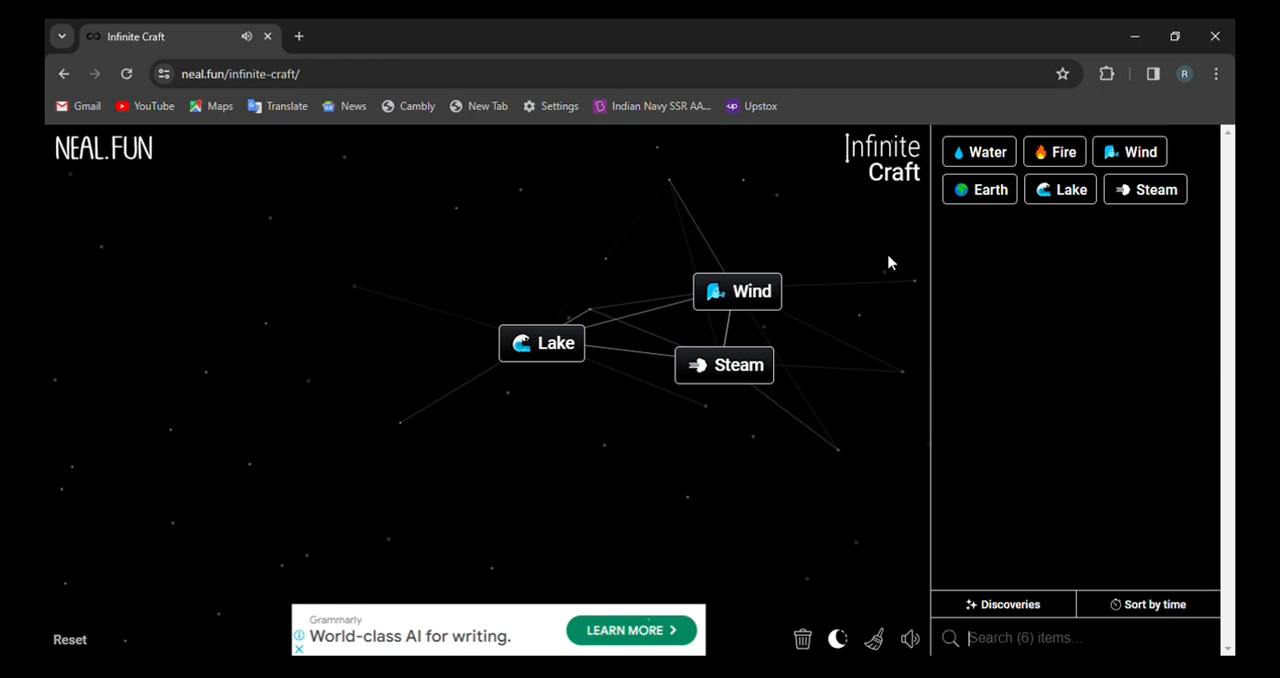 Infinite Craft
neal.fun/infinite-craft/
R
Gmail YouTube Maps Translate News Cambly New Tab Settings Indian Navy SSR AA... up Upstox
NEAL.FUN
Infinite
Craft
Water Fire Wind
Earth Lake Steam
Wind
Lake
Steam
Discoveries Sort by time
Grammarly
World-class AI for writing.
LEARN MORE
Reset
Search (6) items...